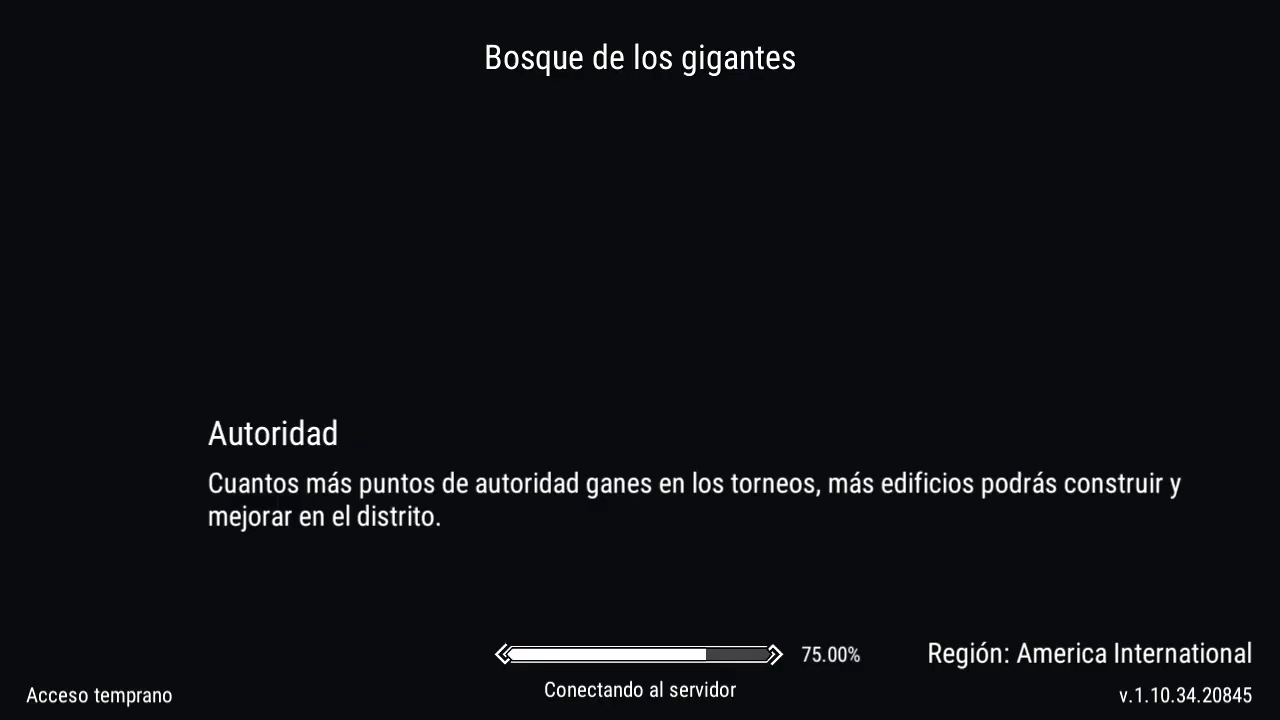 Bosque de los gigantes
Autoridad
Cuantos más puntos de autoridad ganes en los torneos, más edificios podrás construir y
mejorar en el distrito.
75.00%
Región: America International
Conectando al servidor
Acceso temprano
v.1.10.34.20845